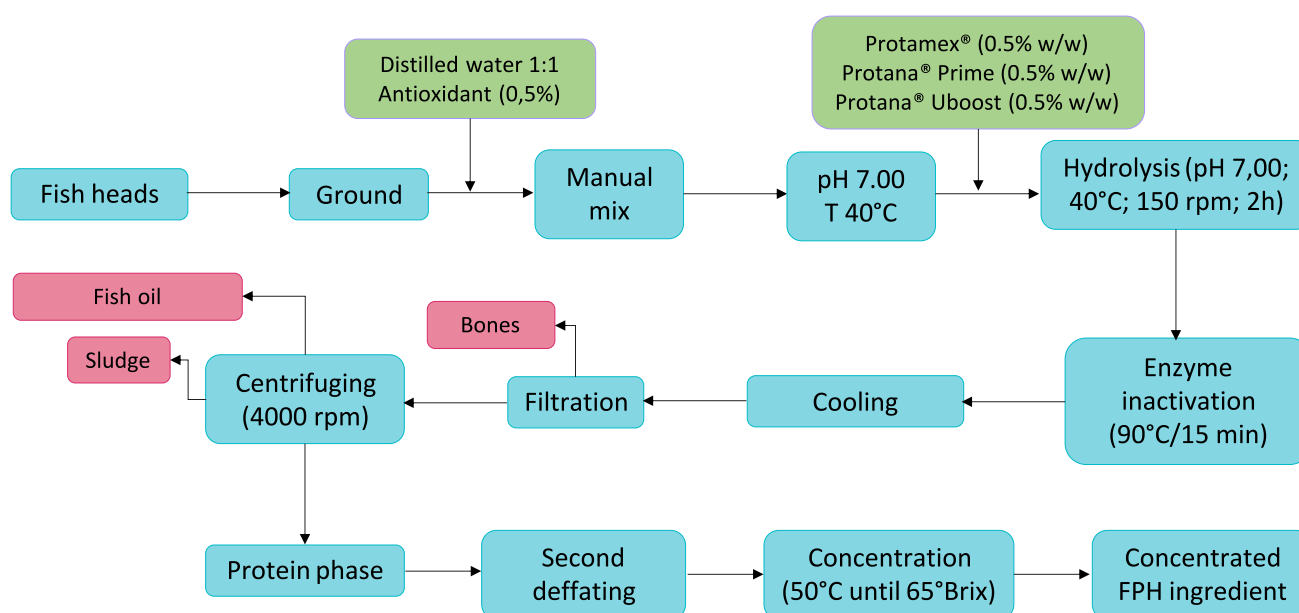 Distilled water 1:1
Antioxidant (0,5%)
Protamex® (0.5% w/w)
Protana® Prime (0.5% w/w)
Protana® Uboost (0.5% w/w)
Fish heads
Ground
Manual
mix
pH 7.00
T 40°C
Hydrolysis (pH 7,00;
40°C; 150 rpm; 2h)
Fish oil
Sludge
Centrifuging
(4000 rpm)
Bones
Filtration
Cooling
Enzyme
inactivation
(90°C/15 min)
Protein phase
Second
deffating
Concentration
(50°C until 65°Brix)
Concentrated
FPH ingredient